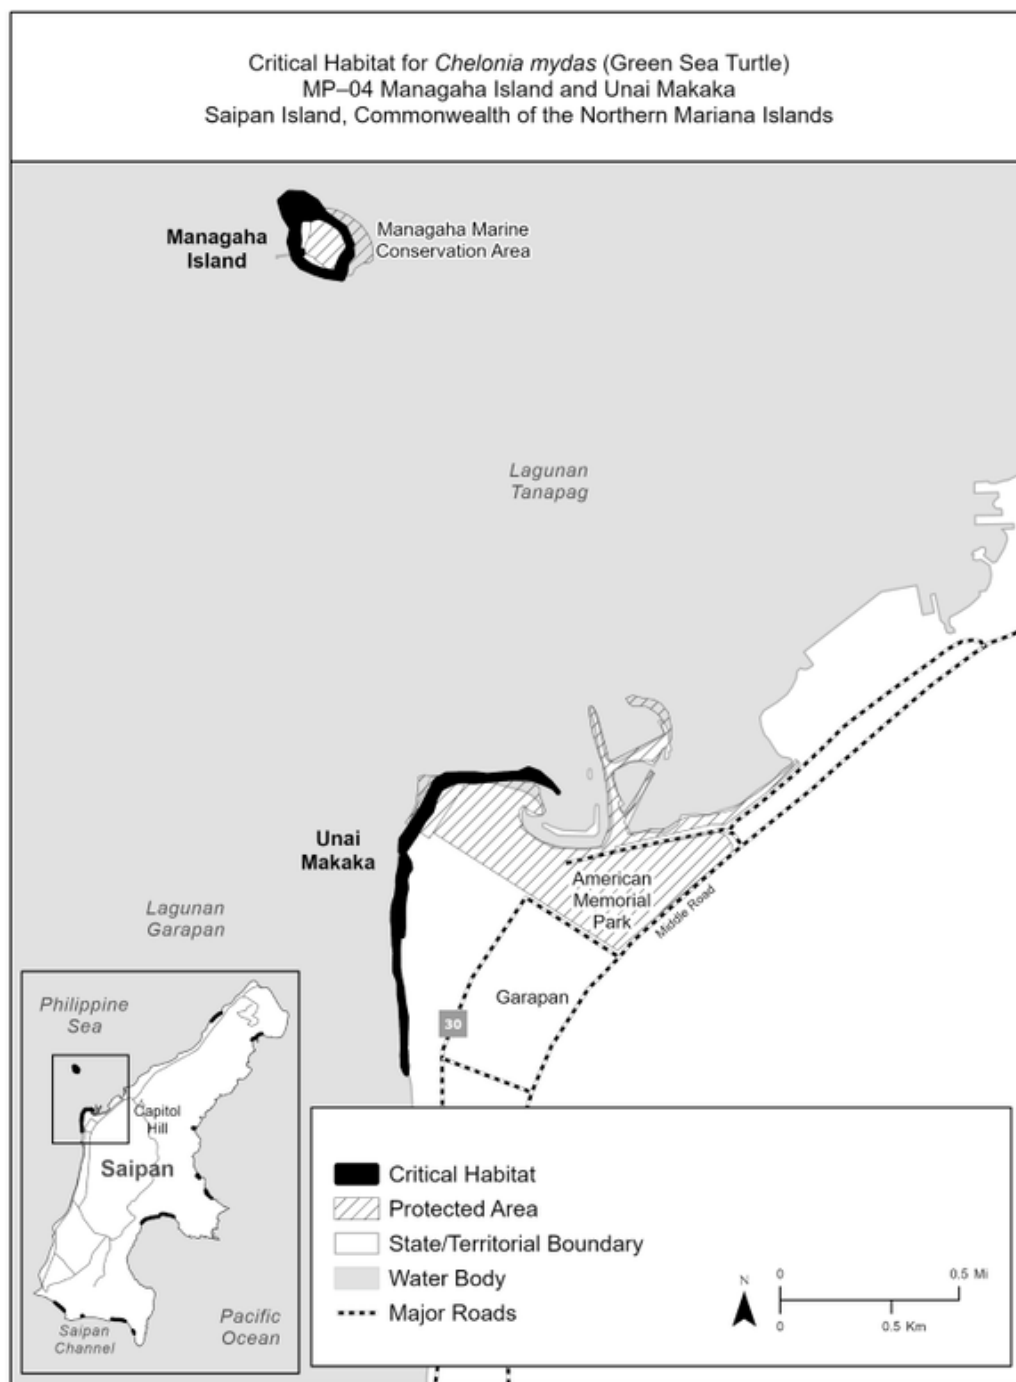 Critical Habitat for Chelonia mydas (Green Sea Turtle)
MP–04 Managaha Island and Unai Makaka
Saipan Island, Commonwealth of the Northern Mariana Islands
Managaha
Island
Managaha Marine
Conservation Area
Lagunan
Tanapag
Unai
Makaka
American
Memorial
Park
Middle Road
Lagunan
Garapan
Garapan
30
Philippine
Sea
Capitol
Hill
Saipan
Pacific
Ocean
Saipan
Channel
Critical Habitat
Protected Area
State/Territorial Boundary
Water Body
Major Roads
N
0 0.5 Mi
0 0.5 Km